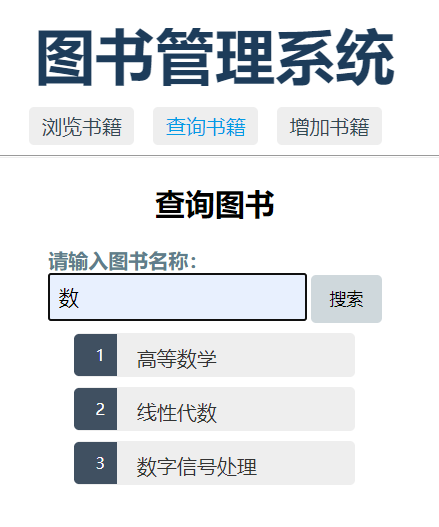 图书管理系统
浏览书籍 查询书籍 增加书籍
查询图书
请输入图书名称：
数 搜索
1 高等数学
2 线性代数
3 数字信号处理